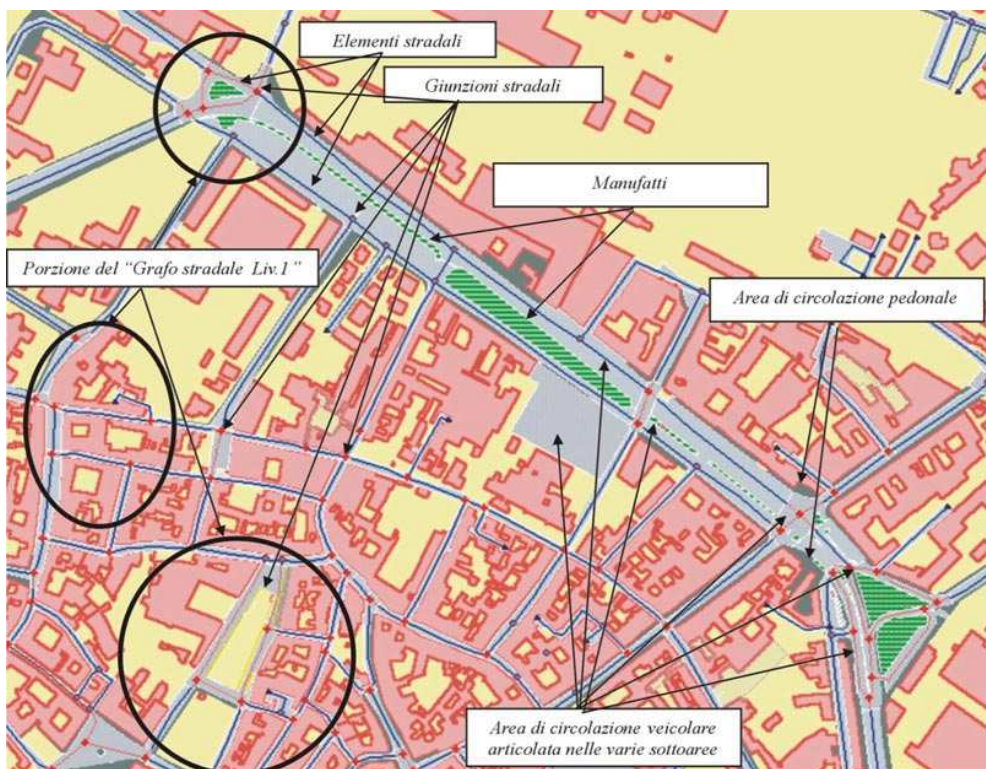 Elementi stradali
Giunzioni stradali
Manufatti
Porzione del “Grafo stradale Liv.1”
Area di circolazione pedonale
Area di circolazione veicolare
articolata nelle varie sottoaree